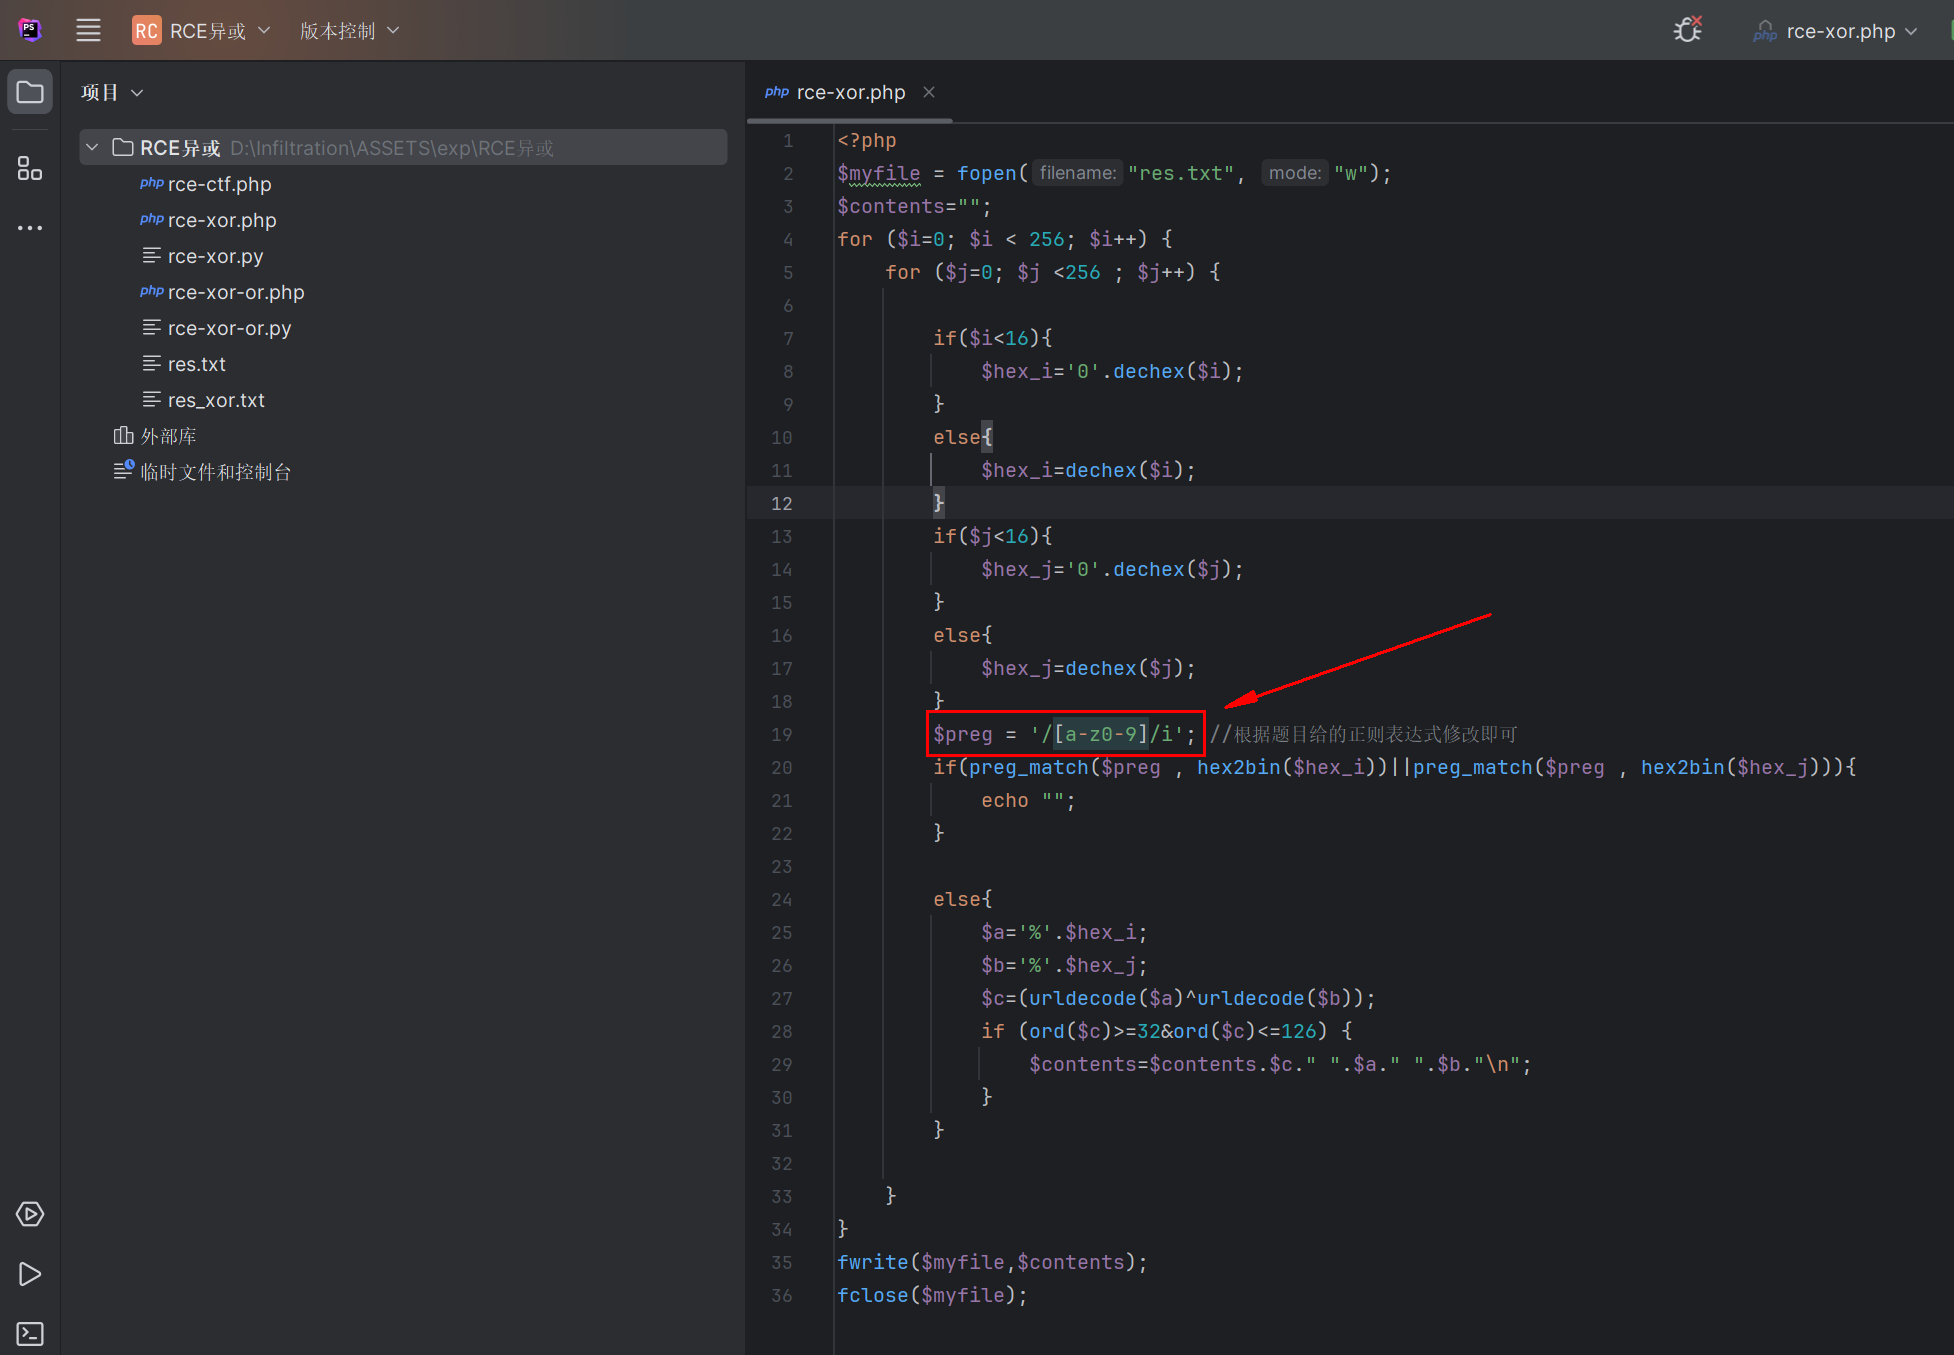 PS
RC RCE异或 版本控制
php rce-xor.php
项目
RCE异或 D:\Infiltration\ASSETS\exp\RCE异或
php rce-ctf.php
php rce-xor.php
rce-xor.py
php rce-xor-or.php
rce-xor-or.py
res.txt
res_xor.txt
外部库
临时文件和控制台
php rce-xor.php
1 <?php
2 $myfile = fopen( filename: "res.txt", mode: "w");
3 $contents="";
4 for ($i=0; $i < 256; $i++) {
5     for ($j=0; $j <256 ; $j++) {
6
7         if($i<16){
8             $hex_i='0'.dechex($i);
9         }
10         else{
11             $hex_i=dechex($i);
12         }
13         if($j<16){
14             $hex_j='0'.dechex($j);
15         }
16         else{
17             $hex_j=dechex($j);
18         }
19         $preg = '/[a-z0-9]/i'; //根据题目给的正则表达式修改即可
20         if(preg_match($preg , hex2bin($hex_i))||preg_match($preg , hex2bin($hex_j))){
21             echo "";
22         }
23
24         else{
25             $a='%'.$hex_i;
26             $b='%'.$hex_j;
27             $c=(urldecode($a)^urldecode($b));
28             if (ord($c)>=32&ord($c)<=126) {
29                 $contents=$contents.$c." ".$a." ".$b."\n";
30             }
31         }
32
33     }
34 }
35 fwrite($myfile,$contents);
36 fclose($myfile);